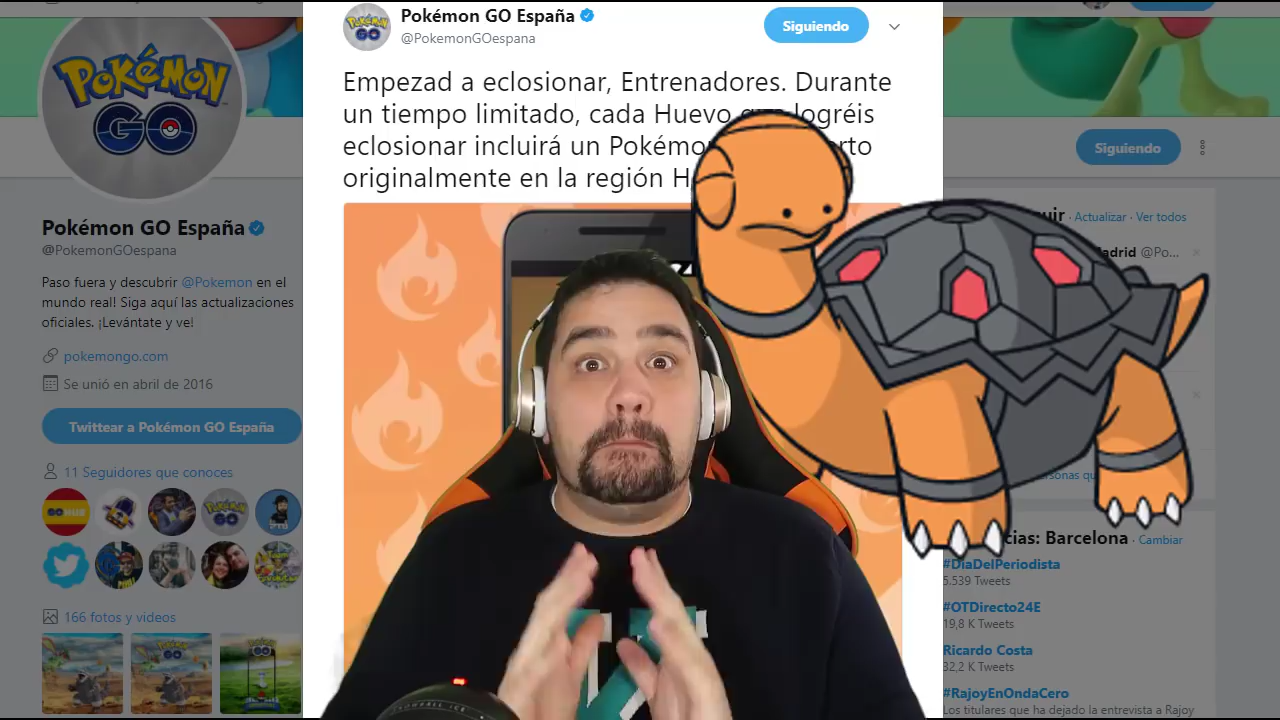 POKÉMON
GO
Pokémon GO España
@PokemonGOespana
Paso fuera y descubrir @Pokemon en el
mundo real! Siga aquí las actualizaciones
oficiales. ¡Levántate y ve!
pokemongo.com
Se unió en abril de 2016
Twittear a Pokémon GO España
11 Seguidores que conoces
166 fotos y vídeos
Pokémon GO España
@PokemonGOespana
Siguiendo
Empezad a eclosionar, Entrenadores. Durante
un tiempo limitado, cada Huevo logréis
eclosionar incluirá un
originalmente en la región
Siguiendo
Actualizar · Ver todos
@Po...
Barcelona · Cambiar
#DíaDelPeriodista
5.539 Tweets
#OTDirecto24E
19,8 K Tweets
Ricardo Costa
32,2 K Tweets
#RajoyEnOndaCero
Los titulares que ha dejado la entrevista a Rajoy